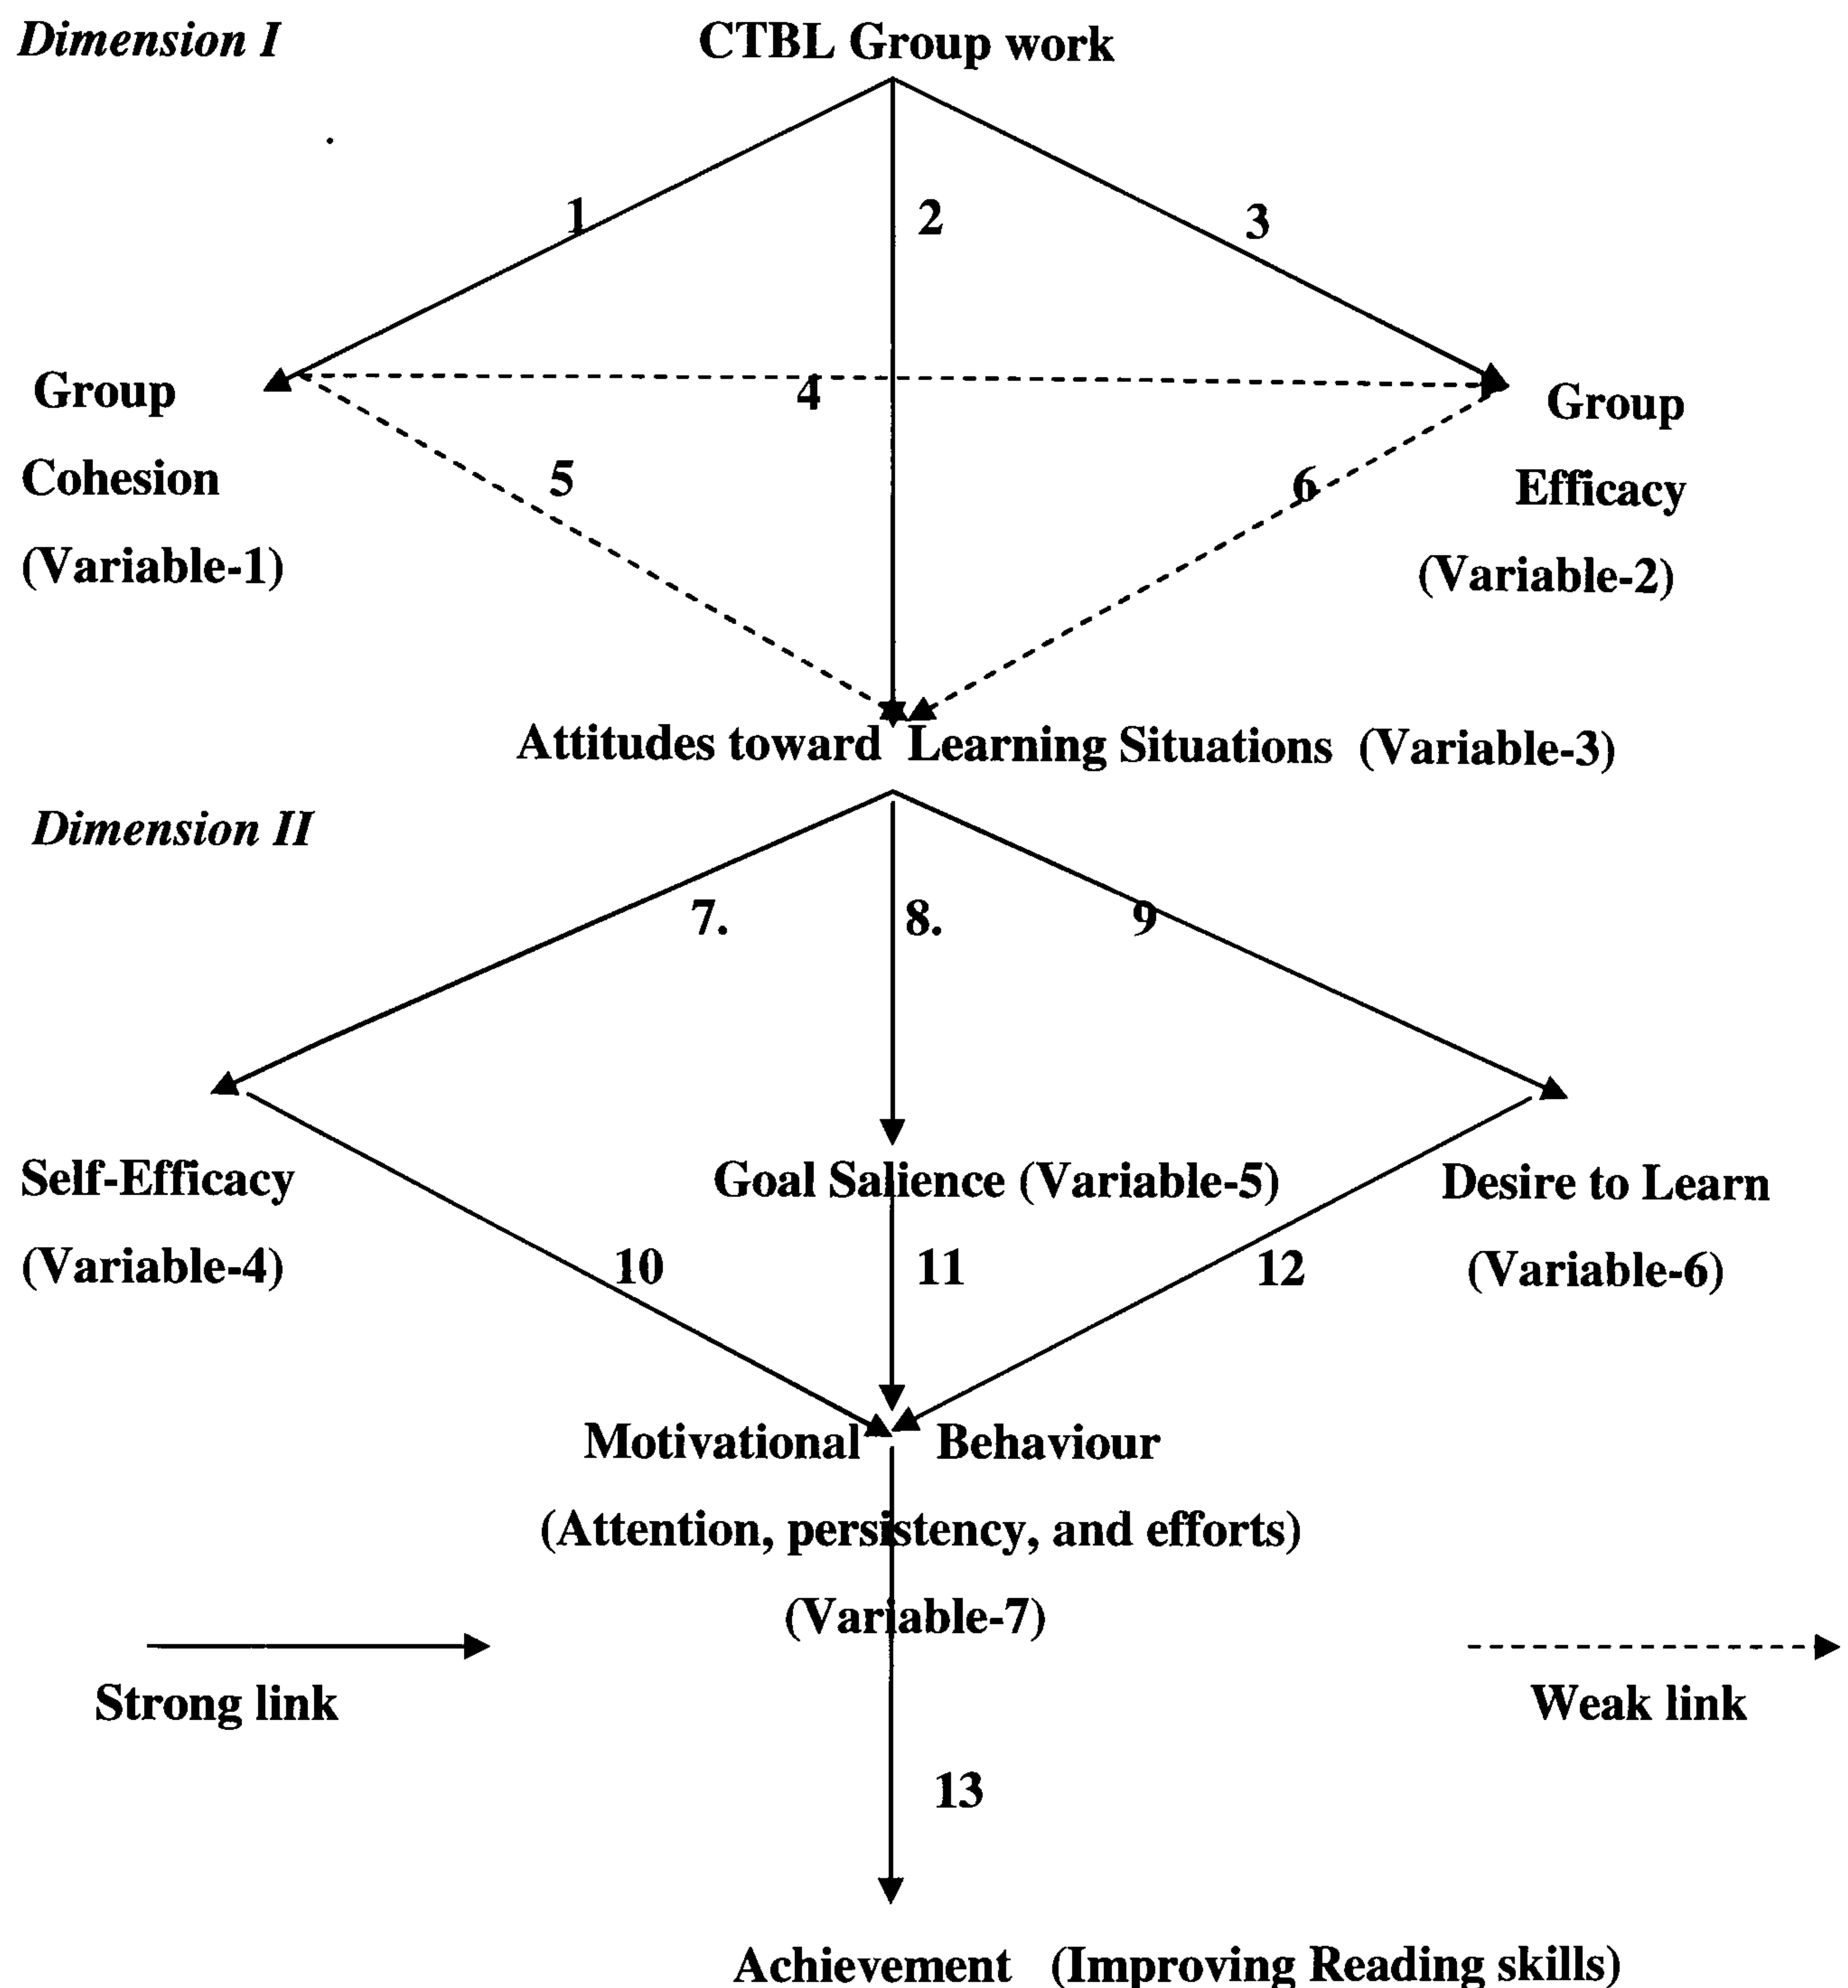 Dimension I
CTBL Group work
1
2
3
Group
Cohesion
(Variable-1)
4
Group
Efficacy
(Variable-2)
5
6
Attitudes toward Learning Situations (Variable-3)
Dimension II
7.
8.
9
Self-Efficacy
(Variable-4)
Goal Salience (Variable-5)
Desire to Learn
(Variable-6)
10
11
12
Motivational Behaviour
(Attention, persistency, and efforts)
(Variable-7)
Strong link
Weak link
13
Achievement (Improving Reading skills)